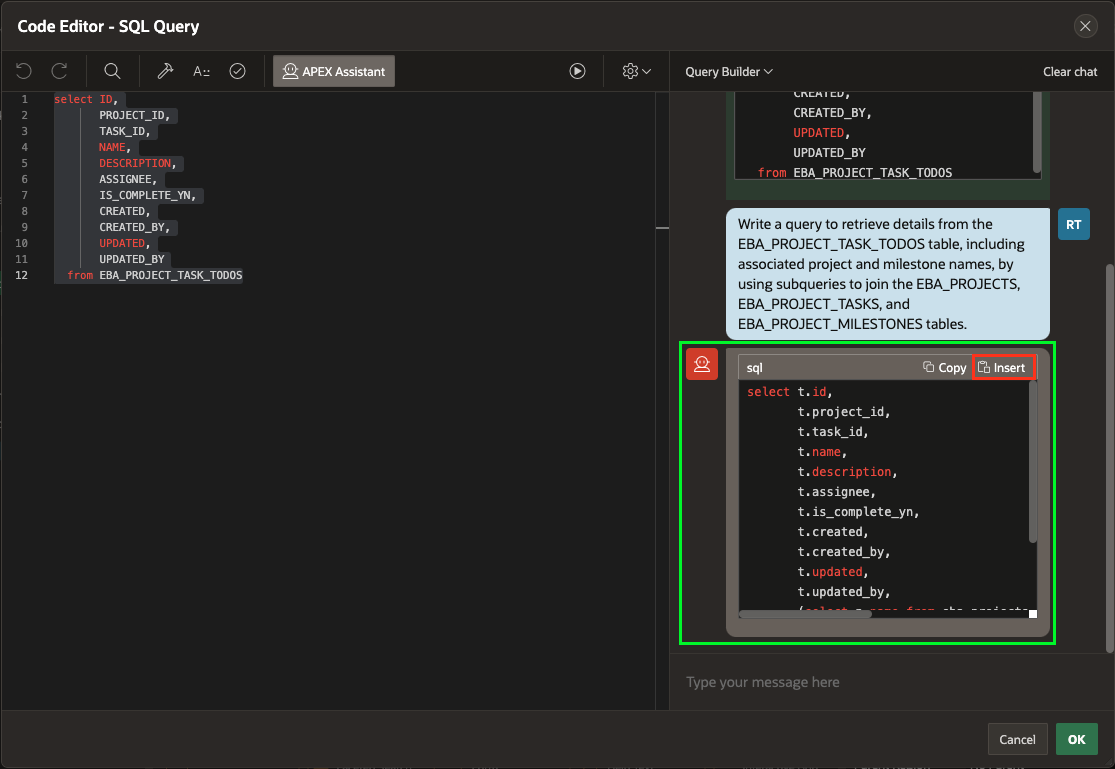 Code Editor - SQL Query
APEX Assistant
Query Builder
Clear chat
1 select ID,
2 PROJECT_ID,
3 TASK_ID,
4 NAME,
5 DESCRIPTION,
6 ASSIGNEE,
7 IS_COMPLETE_YN,
8 CREATED,
9 CREATED_BY,
10 UPDATED,
11 UPDATED_BY
12 from EBA_PROJECT_TASK_TODOS
CREATED,
CREATED_BY,
UPDATED,
UPDATED_BY
from EBA_PROJECT_TASK_TODOS
Write a query to retrieve details from the
EBA_PROJECT_TASK_TODOS table, including
associated project and milestone names, by
using subqueries to join the EBA_PROJECTS,
EBA_PROJECT_TASKS, and
EBA_PROJECT_MILESTONES tables.
RT
sql
Copy
Insert
select t.id,
t.project_id,
t.task_id,
t.name,
t.description,
t.assignee,
t.is_complete_yn,
t.created,
t.created_by,
t.updated,
t.updated_by,
Type your message here
Cancel
OK